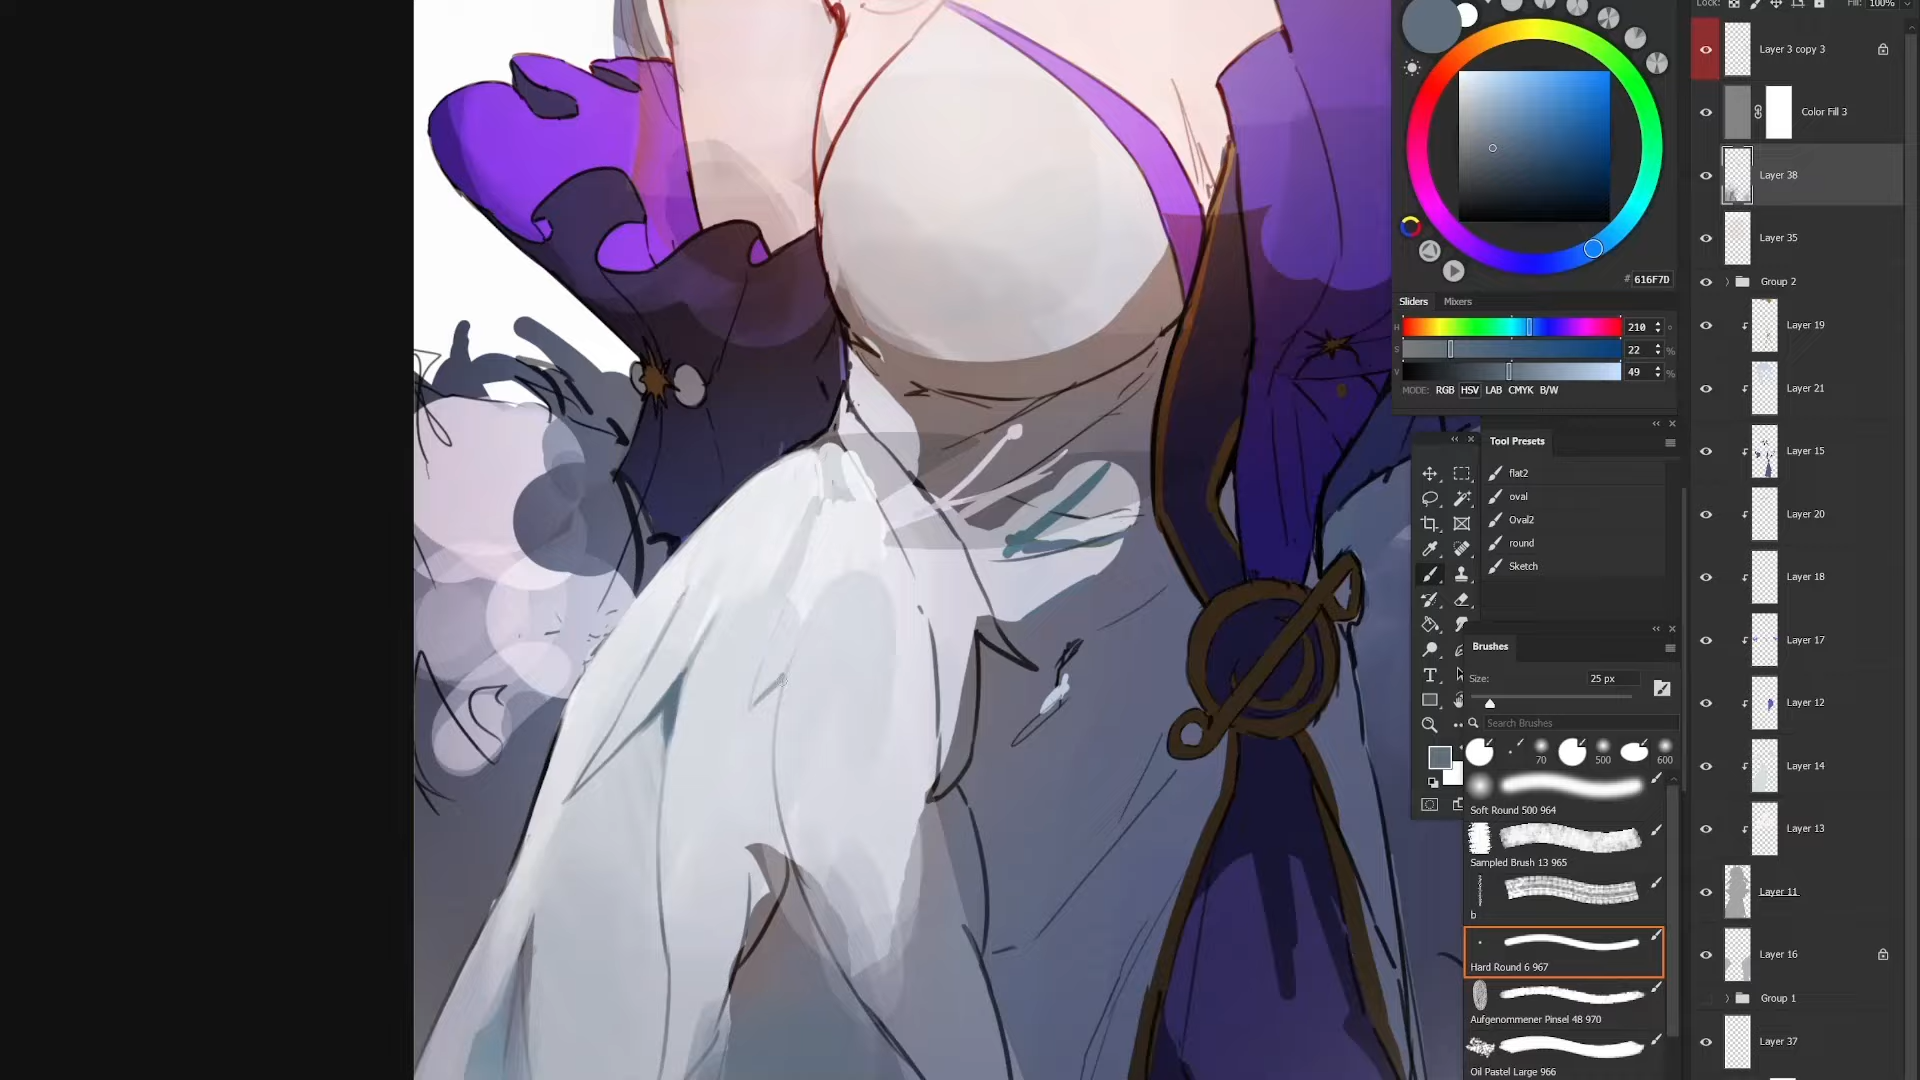 Lock:
Fill: 100%
Layer 3 copy 3
Color Fill 3
Layer 38
Layer 35
# 616F7D
Group 2
Sliders Mixers
Layer 19
H 210 °
S 22 %
V 49 %
MODE: RGB HSV LAB CMYK B/W
Layer 21
Tool Presets
Layer 15
flat2
oval
Layer 20
Oval2
round
Sketch
Layer 18
Layer 17
Brushes
Size: 25 px
Layer 12
Search Brushes
70 500 600
Layer 14
Soft Round 500 964
Layer 13
Sampled Brush 13 965
Layer 11
b
Layer 16
Hard Round 6 967
Group 1
Aufgenommener Pinsel 48 970
Layer 37
Oil Pastel Large 966